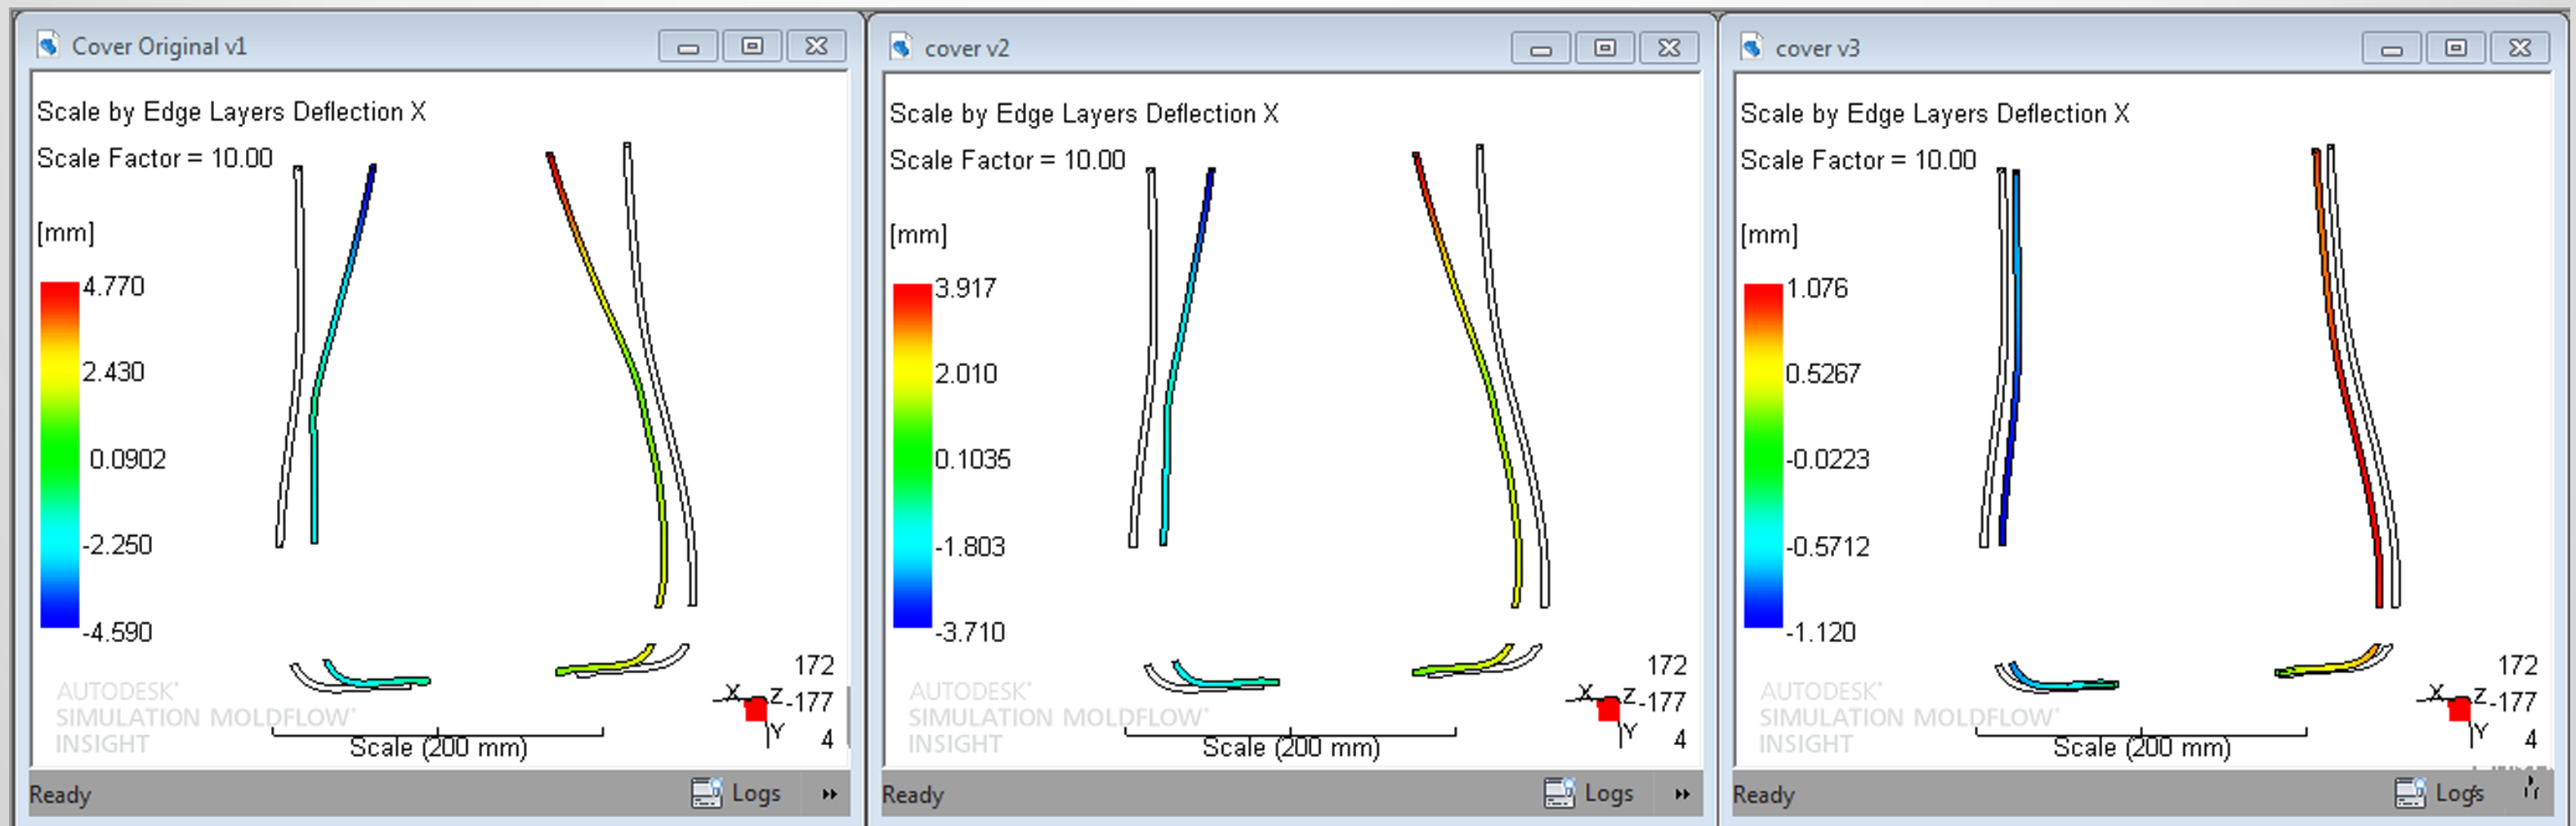 Cover Original v1
Scale by Edge Layers Deflection X
Scale Factor = 10.00
[mm]
4.770
2.430
0.0902
-2.250
-4.590
AUTODESK®
SIMULATION MOLDFLOW®
INSIGHT
Scale (200 mm)
X
Z
Y
172
-177
4
Ready
Logs
cover v2
Scale by Edge Layers Deflection X
Scale Factor = 10.00
[mm]
3.917
2.010
0.1035
-1.803
-3.710
AUTODESK®
SIMULATION MOLDFLOW®
INSIGHT
Scale (200 mm)
X
Z
Y
172
-177
4
Ready
Logs
cover v3
Scale by Edge Layers Deflection X
Scale Factor = 10.00
[mm]
1.076
0.5267
-0.0223
-0.5712
-1.120
AUTODESK®
SIMULATION MOLDFLOW®
INSIGHT
Scale (200 mm)
X
Z
Y
172
-177
4
Ready
Logs